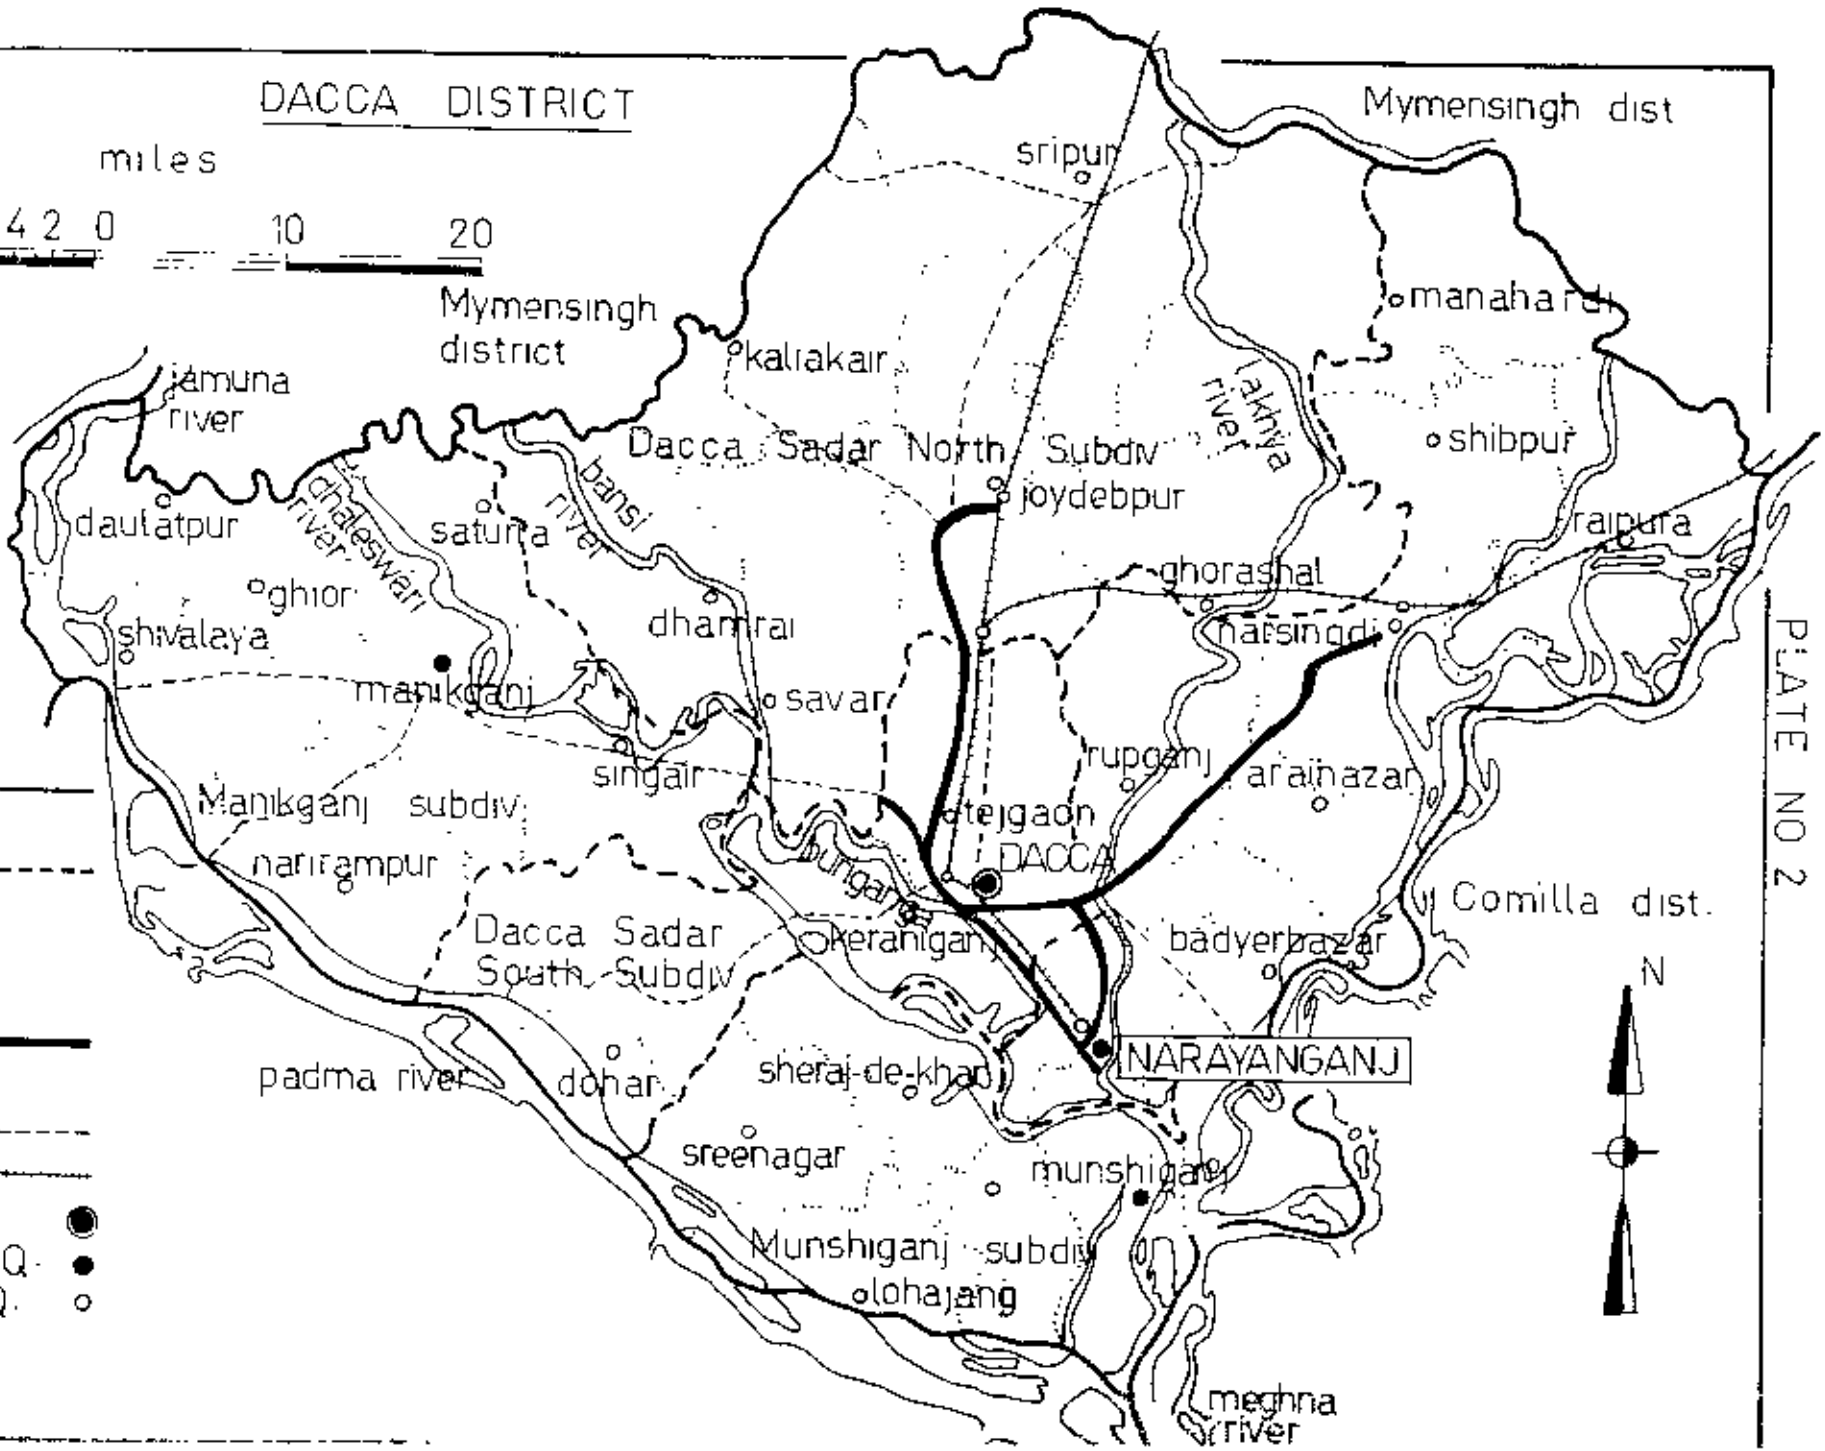 DACCA DISTRICT
miles
4 2 0 10 20
Mymensingh dist
Mymensingh
district
sripur
manahardi
kaliakair
jamuna
river
lakhya
river
shibpur
Dacca Sadar North Subdiv
joydebpur
bansi
river
dhaleswari
river
daulatpur
saturia
raipura
ghior
ghorashal
dhamrai
narsingdi
shivalaya
manikganj
savar
PLATE NO 2
rupganj
araihazar
singair
Manikganj subdiv
tejgaon
DACCA
narirampur
Comilla dist.
Dacca Sadar
South Subdiv
keraniganj
badyerbazar
N
NARAYANGANJ
padma river
dohar
sheraj-de-khan
sreenagar
munshiganj
Munshiganj subdiv
lohajang
Q.
Q.
meghna
river